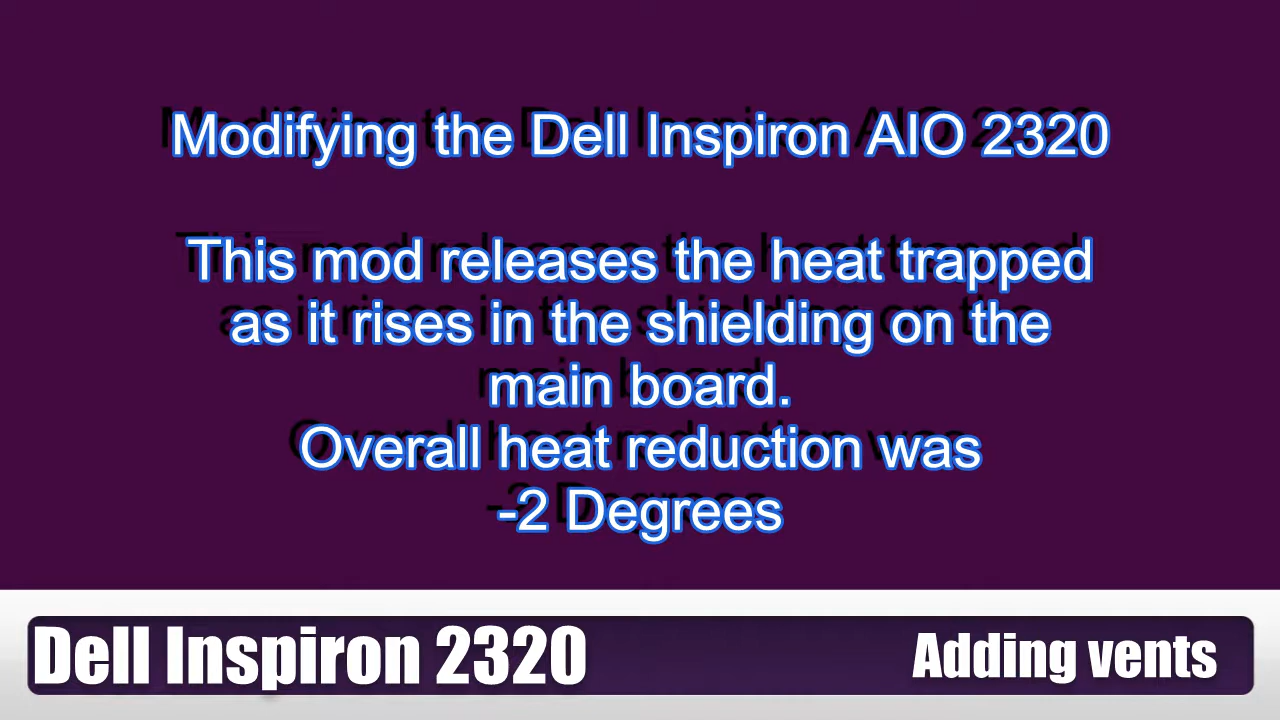 Modifying the Dell Inspiron AIO 2320
This mod releases the heat trapped
as it rises in the shielding on the
main board.
Overall heat reduction was
-2 Degrees
Dell Inspiron 2320
Adding vents